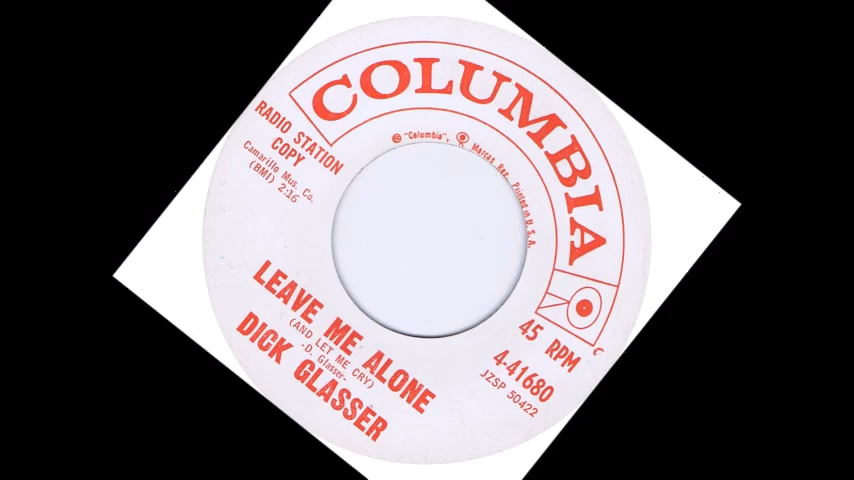 COLUMBIA
® "Columbia", Marcas Reg. Printed in U.S.A.
RADIO STATION
COPY
Camarillo Mus. Co.
(BMI) 2:16
45 RPM
4-41680
JZSP 50422
LEAVE ME ALONE
(AND LET ME CRY)
-D. Glasser-
DICK GLASSER